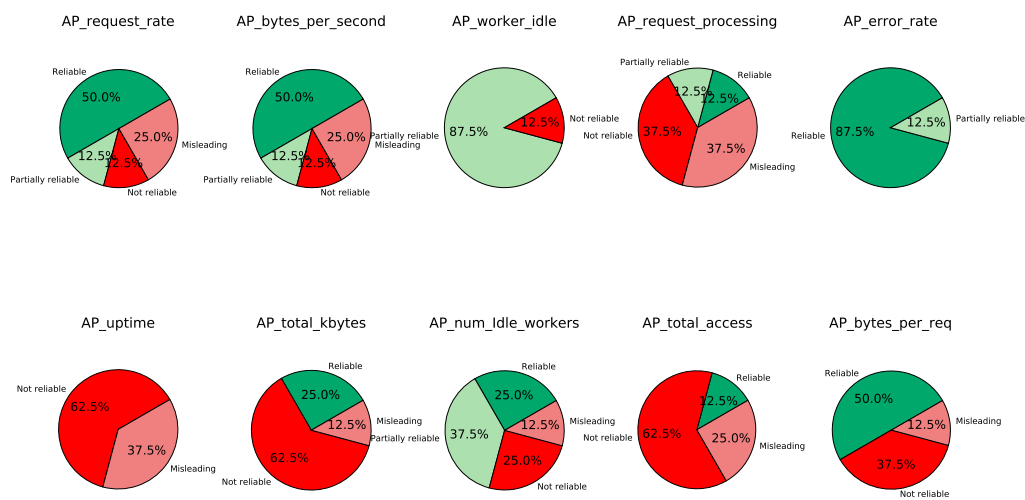 AP_request_rate
Reliable
50.0%
12.5%
Partially reliable
12.5%
Not reliable
25.0%
Misleading
AP_bytes_per_second
Reliable
50.0%
12.5%
Partially reliable
12.5%
Not reliable
25.0%
Misleading
AP_worker_idle
Partially reliable
87.5%
12.5%
Not reliable
AP_request_processing
Reliable
12.5%
Partially reliable
12.5%
Not reliable
37.5%
37.5%
Misleading
AP_error_rate
Reliable
87.5%
12.5%
Partially reliable
AP_uptime
Not reliable
62.5%
37.5%
Misleading
AP_total_kbytes
Reliable
25.0%
62.5%
Not reliable
12.5%
Misleading
AP_num_Idle_workers
Reliable
25.0%
Partially reliable
37.5%
25.0%
Not reliable
12.5%
Misleading
AP_total_access
Reliable
12.5%
Not reliable
62.5%
25.0%
Misleading
AP_bytes_per_req
Reliable
50.0%
37.5%
Not reliable
12.5%
Misleading